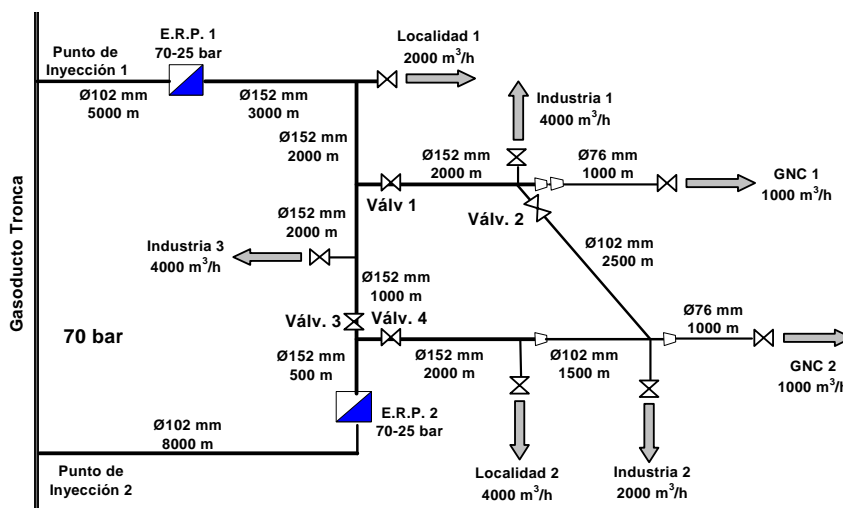 E.R.P. 1
70-25 bar
Punto de
Inyección 1
Localidad 1
2000 m³/h
Ø102 mm
5000 m
Ø152 mm
3000 m
Industria 1
4000 m³/h
Ø152 mm
2000 m
Ø152 mm
2000 m
Ø76 mm
1000 m
GNC 1
1000 m³/h
Válv 1
Válv. 2
Gasoducto Tronca
Ø152 mm
2000 m
Industria 3
4000 m³/h
Ø102 mm
2500 m
Ø152 mm
1000 m
70 bar
Válv. 3
Válv. 4
Ø76 mm
1000 m
Ø152 mm
500 m
Ø152 mm
2000 m
Ø102 mm
1500 m
GNC 2
1000 m³/h
E.R.P. 2
70-25 bar
Ø102 mm
8000 m
Punto de
Inyección 2
Localidad 2
4000 m³/h
Industria 2
2000 m³/h